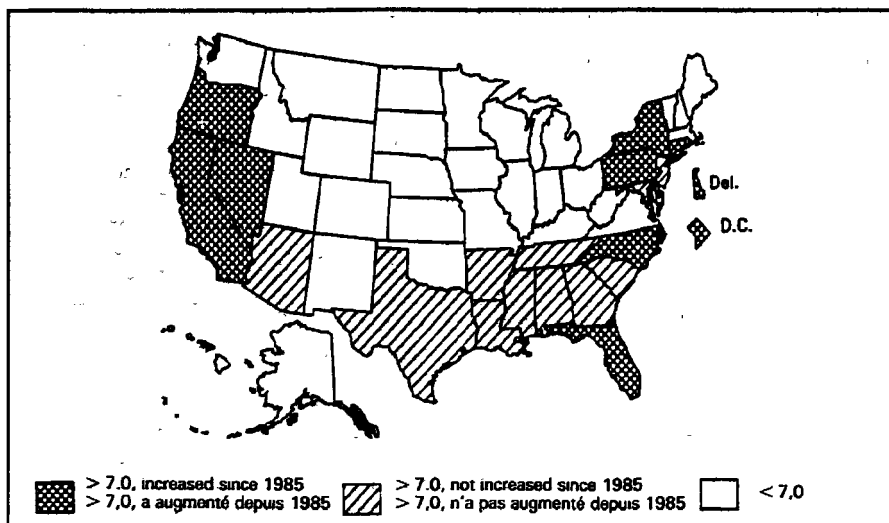 Del.
D.C.
> 7.0, increased since 1985
> 7,0, a augmenté depuis 1985
> 7.0, not increased since 1985
> 7,0, n'a pas augmenté depuis 1985
< 7,0